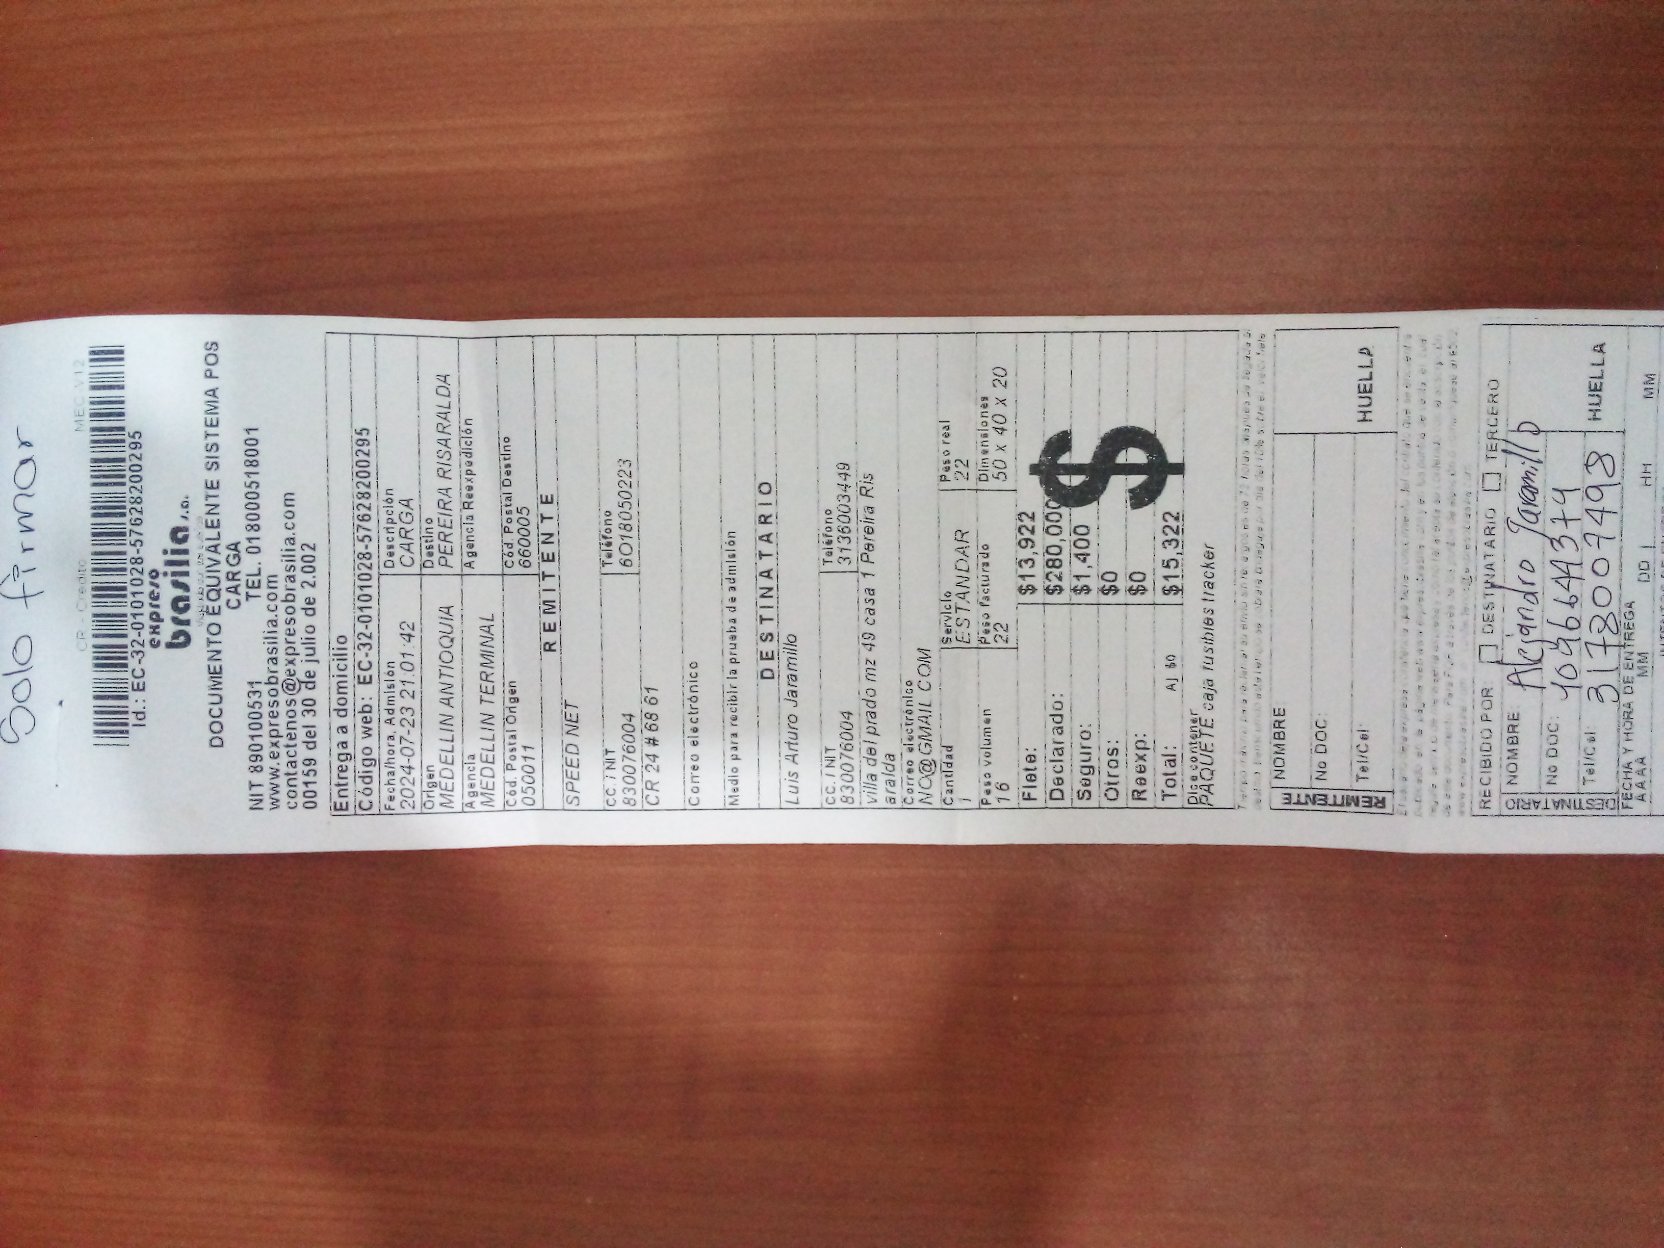 Solo firmar
CR - Credito MEC V12
Id.: EC-32-0101028-57628200295
expreso
brasilia s.a.
DOCUMENTO EQUIVALENTE SISTEMA POS
CARGA
NIT 890100531 TEL. 018000518001
www.expresobrasilia.com
contactenos@expresobrasilia.com
00159 del 30 de julio de 2.002
Entrega a domicilio
Código web: EC-32-0101028-57628200295
Fecha/hora. Admisión Descripción
2024-07-23 21:01:42 CARGA
Origen Destino
MEDELLIN ANTIOQUIA PEREIRA RISARALDA
Agencia Agencia Reexpedición
MEDELLIN TERMINAL
Cód. Postal Origen Cód. Postal Destino
050011 660005
REMITENTE
SPEED NET
CC. / NIT Teléfono
830076004 6018050223
CR 24 # 68 61
Correo electrónico
Medio para recibir la prueba de admisión
DESTINATARIO
Luis Arturo Jaramillo
CC. / NIT Teléfono
830076004 3136003449
villa del prado mz 49 casa 1 Pereira Ris
aralda
Correo electrónico
NO@GMAIL.COM
Cantidad Servicio Peso real
1 ESTANDAR 22
Peso volumen Peso facturado Dimensiones
16 22 50 x 40 x 20
Flete: $13,922
Declarado: $280,000
Seguro: $1,400
Otros: $0
Reexp: $0
Total: AJ $0 $15,322
$
Dice contener
PAQUETE caja fusibles tracker
REMITENTE
NOMBRE
No DOC:
Tel/Cel:
HUELLA
RECIBIDO POR DESTINATARIO TERCERO
DESTINATARIO
NOMBRE: Alejandro Jaramillo
No DOC: 1096644374
Tel/Cel: 3178007498 HUELLA
FECHA Y HORA DE ENTREGA
AAAA MM DD HH MM